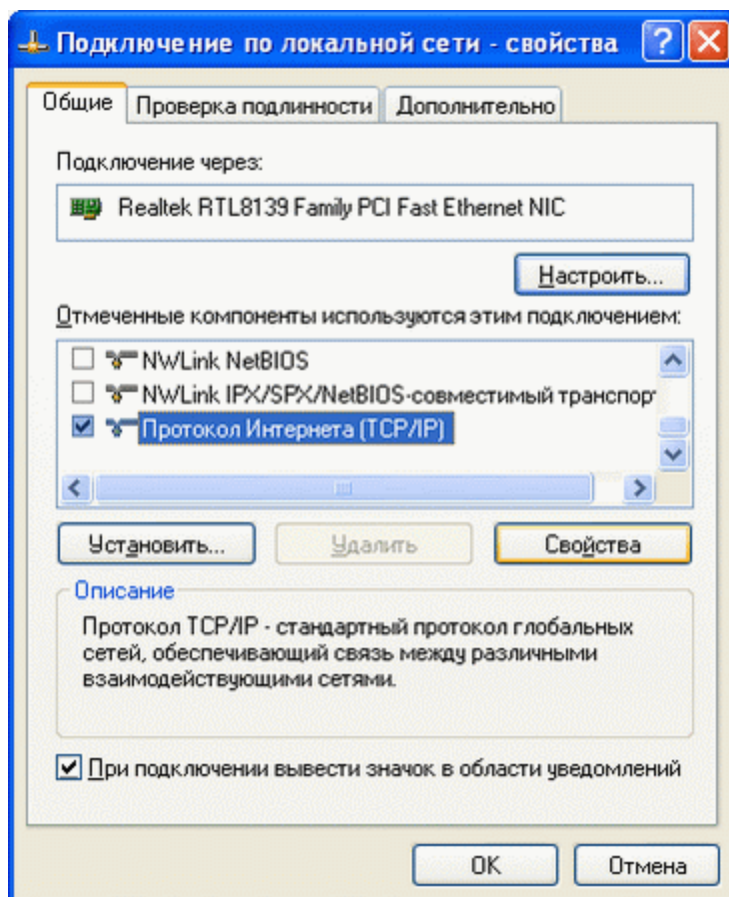 Подключение по локальной сети - свойства
Общие Проверка подлинности Дополнительно
Подключение через:
Realtek RTL8139 Family PCI Fast Ethernet NIC
Настроить...
Отмеченные компоненты используются этим подключением:
NWLink NetBIOS
NWLink IPX/SPX/NetBIOS-совместимый транспорт
Протокол Интернета (TCP/IP)
Установить... Удалить Свойства
Описание
Протокол TCP/IP - стандартный протокол глобальных
сетей, обеспечивающий связь между различными
взаимодействующими сетями.
При подключении вывести значок в области уведомлений
OK Отмена